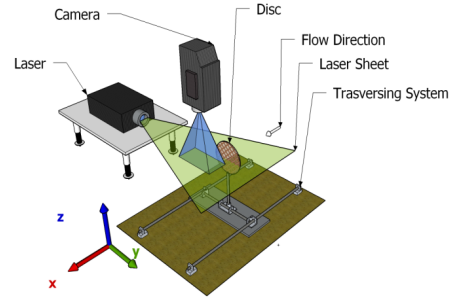 Camera
Disc
Flow Direction
Laser
Laser Sheet
Trasversing System
z
y
x